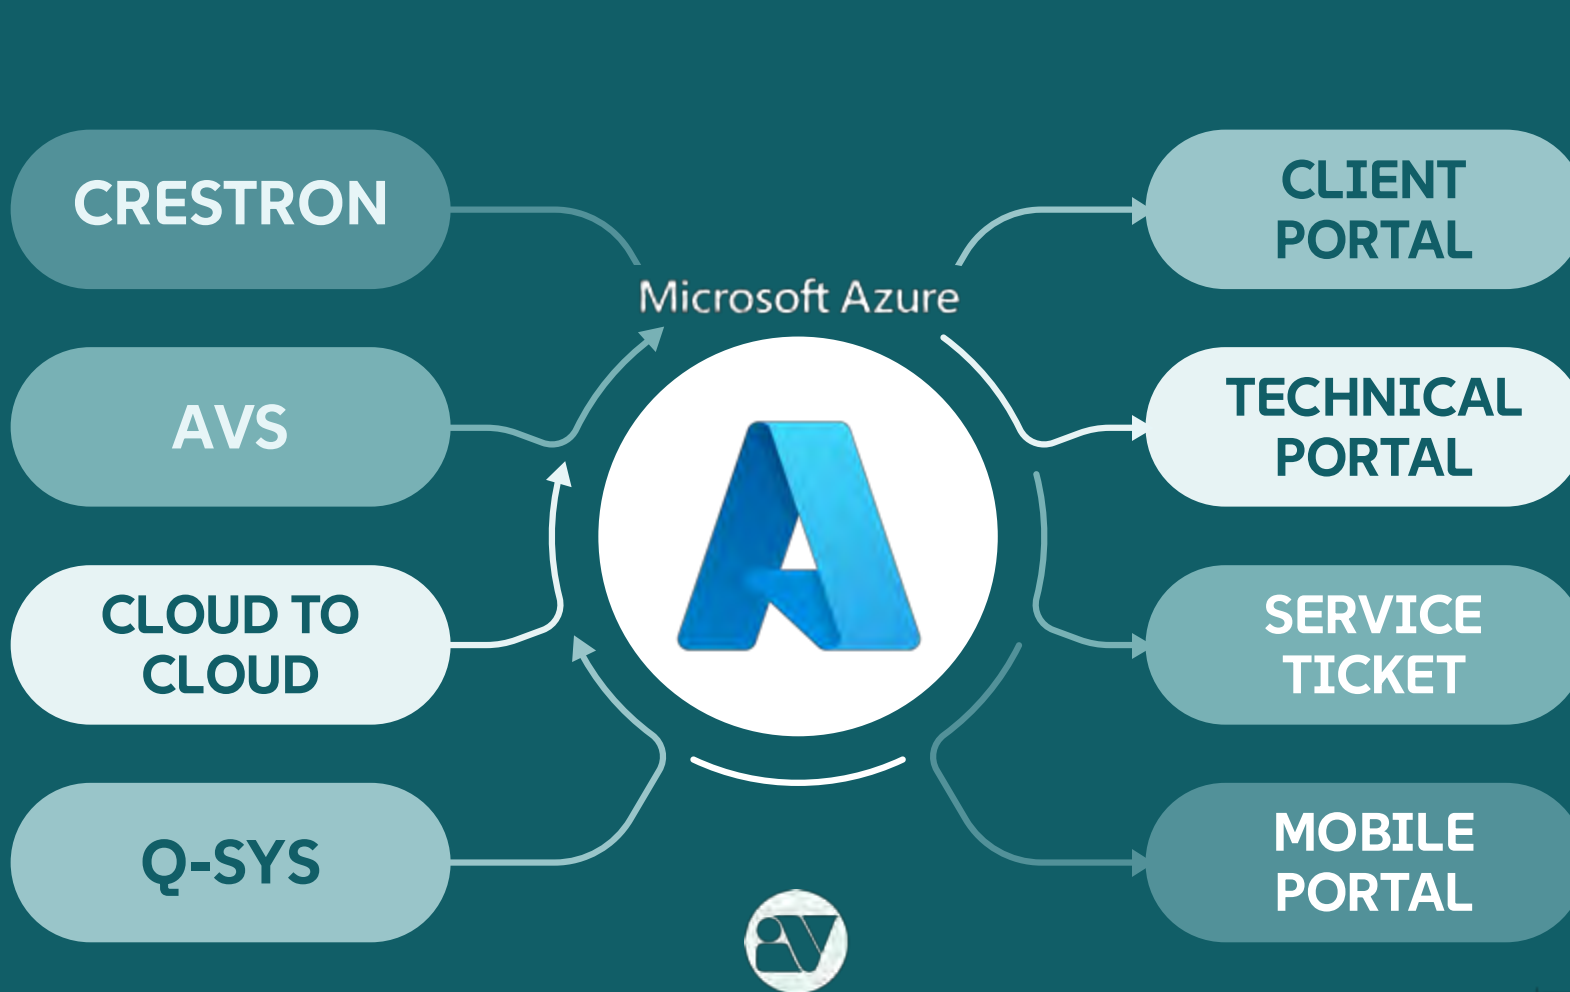 CRESTRON
AVS
CLOUD TO
CLOUD
Q-SYS
Microsoft Azure
CLIENT
PORTAL
TECHNICAL
PORTAL
SERVICE
TICKET
MOBILE
PORTAL